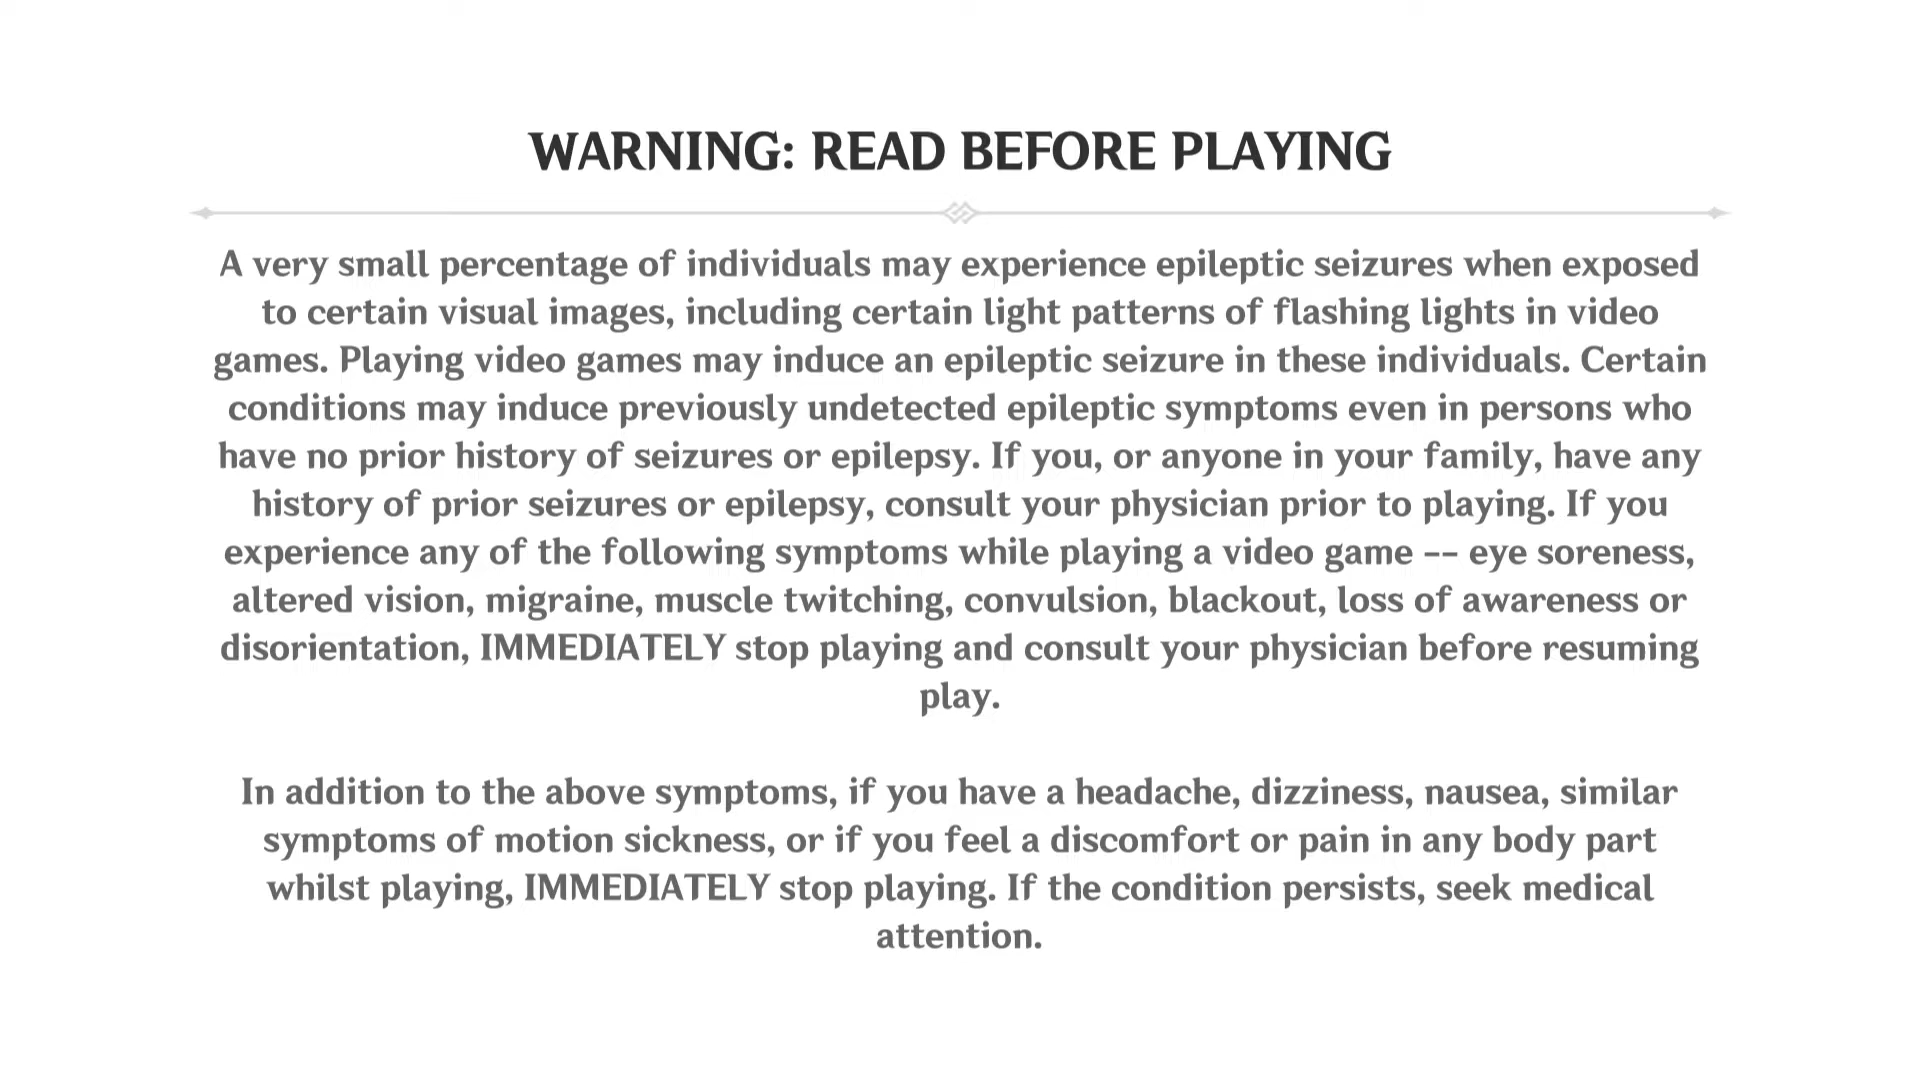 WARNING: READ BEFORE PLAYING
A very small percentage of individuals may experience epileptic seizures when exposed
to certain visual images, including certain light patterns of flashing lights in video
games. Playing video games may induce an epileptic seizure in these individuals. Certain
conditions may induce previously undetected epileptic symptoms even in persons who
have no prior history of seizures or epilepsy. If you, or anyone in your family, have any
history of prior seizures or epilepsy, consult your physician prior to playing. If you
experience any of the following symptoms while playing a video game -- eye soreness,
altered vision, migraine, muscle twitching, convulsion, blackout, loss of awareness or
disorientation, IMMEDIATELY stop playing and consult your physician before resuming
play.
In addition to the above symptoms, if you have a headache, dizziness, nausea, similar
symptoms of motion sickness, or if you feel a discomfort or pain in any body part
whilst playing, IMMEDIATELY stop playing. If the condition persists, seek medical
attention.